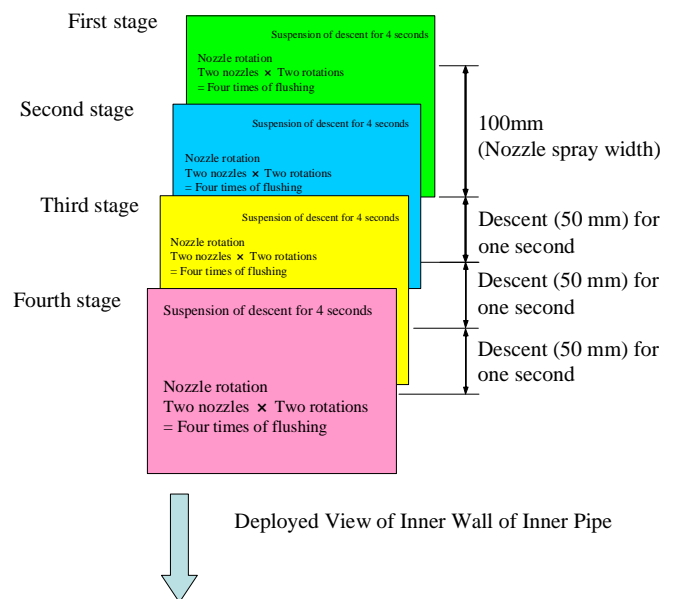 First stage
Suspension of descent for 4 seconds
Nozzle rotation
Two nozzles × Two rotations
= Four times of flushing
Second stage
Suspension of descent for 4 seconds
Nozzle rotation
Two nozzles × Two rotations
= Four times of flushing
Third stage
Suspension of descent for 4 seconds
Nozzle rotation
Two nozzles × Two rotations
= Four times of flushing
Fourth stage
Suspension of descent for 4 seconds
Nozzle rotation
Two nozzles × Two rotations
= Four times of flushing
100mm
(Nozzle spray width)
Descent (50 mm) for
one second
Descent (50 mm) for
one second
Descent (50 mm) for
one second
Deployed View of Inner Wall of Inner Pipe